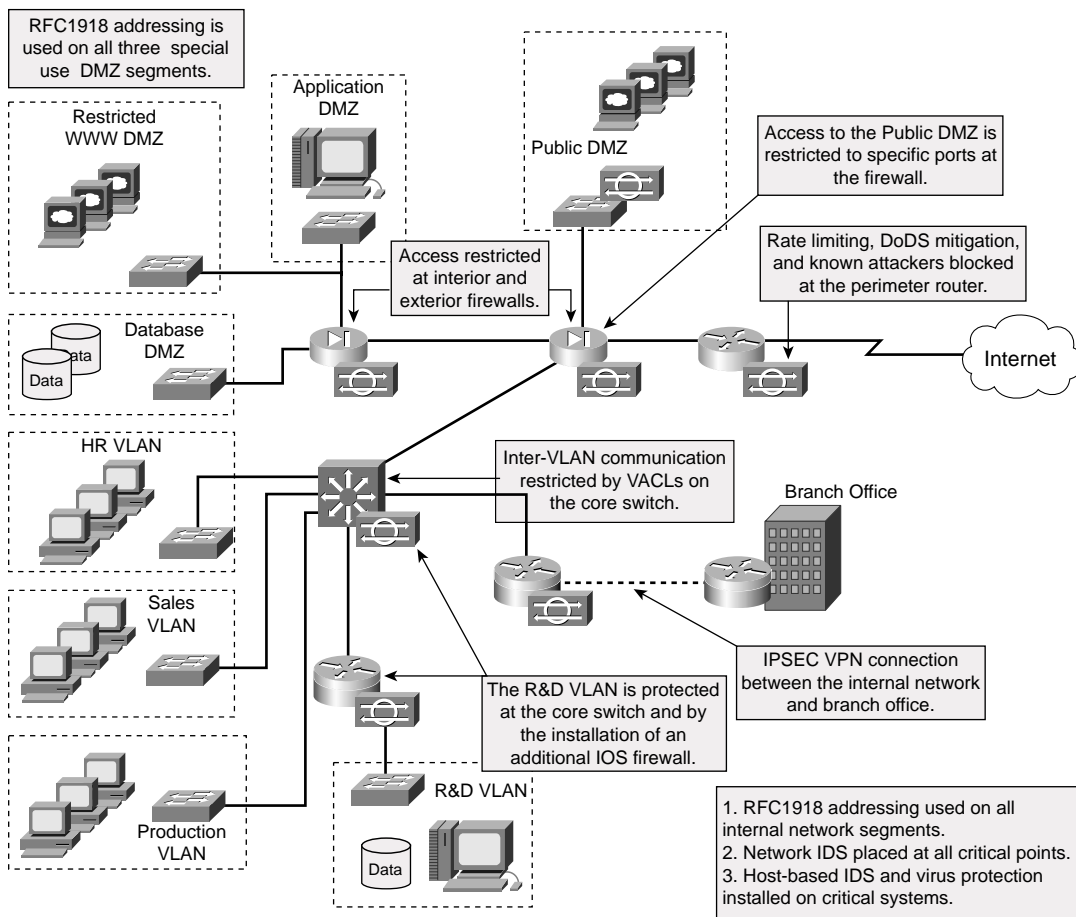 RFC1918 addressing is
used on all three special
use DMZ segments.
Restricted
WWW DMZ
Application
DMZ
Public DMZ
Access to the Public DMZ is
restricted to specific ports at
the firewall.
Access restricted
at interior and
exterior firewalls.
Rate limiting, DoDS mitigation,
and known attackers blocked
at the perimeter router.
Database
DMZ
Data
Data
Internet
HR VLAN
Inter-VLAN communication
restricted by VACLs on
the core switch.
Branch Office
Sales
VLAN
IPSEC VPN connection
between the internal network
and branch office.
The R&D VLAN is protected
at the core switch and by
the installation of an
additional IOS firewall.
Production
VLAN
R&D VLAN
Data
1. RFC1918 addressing used on all
internal network segments.
2. Network IDS placed at all critical points.
3. Host-based IDS and virus protection
installed on critical systems.